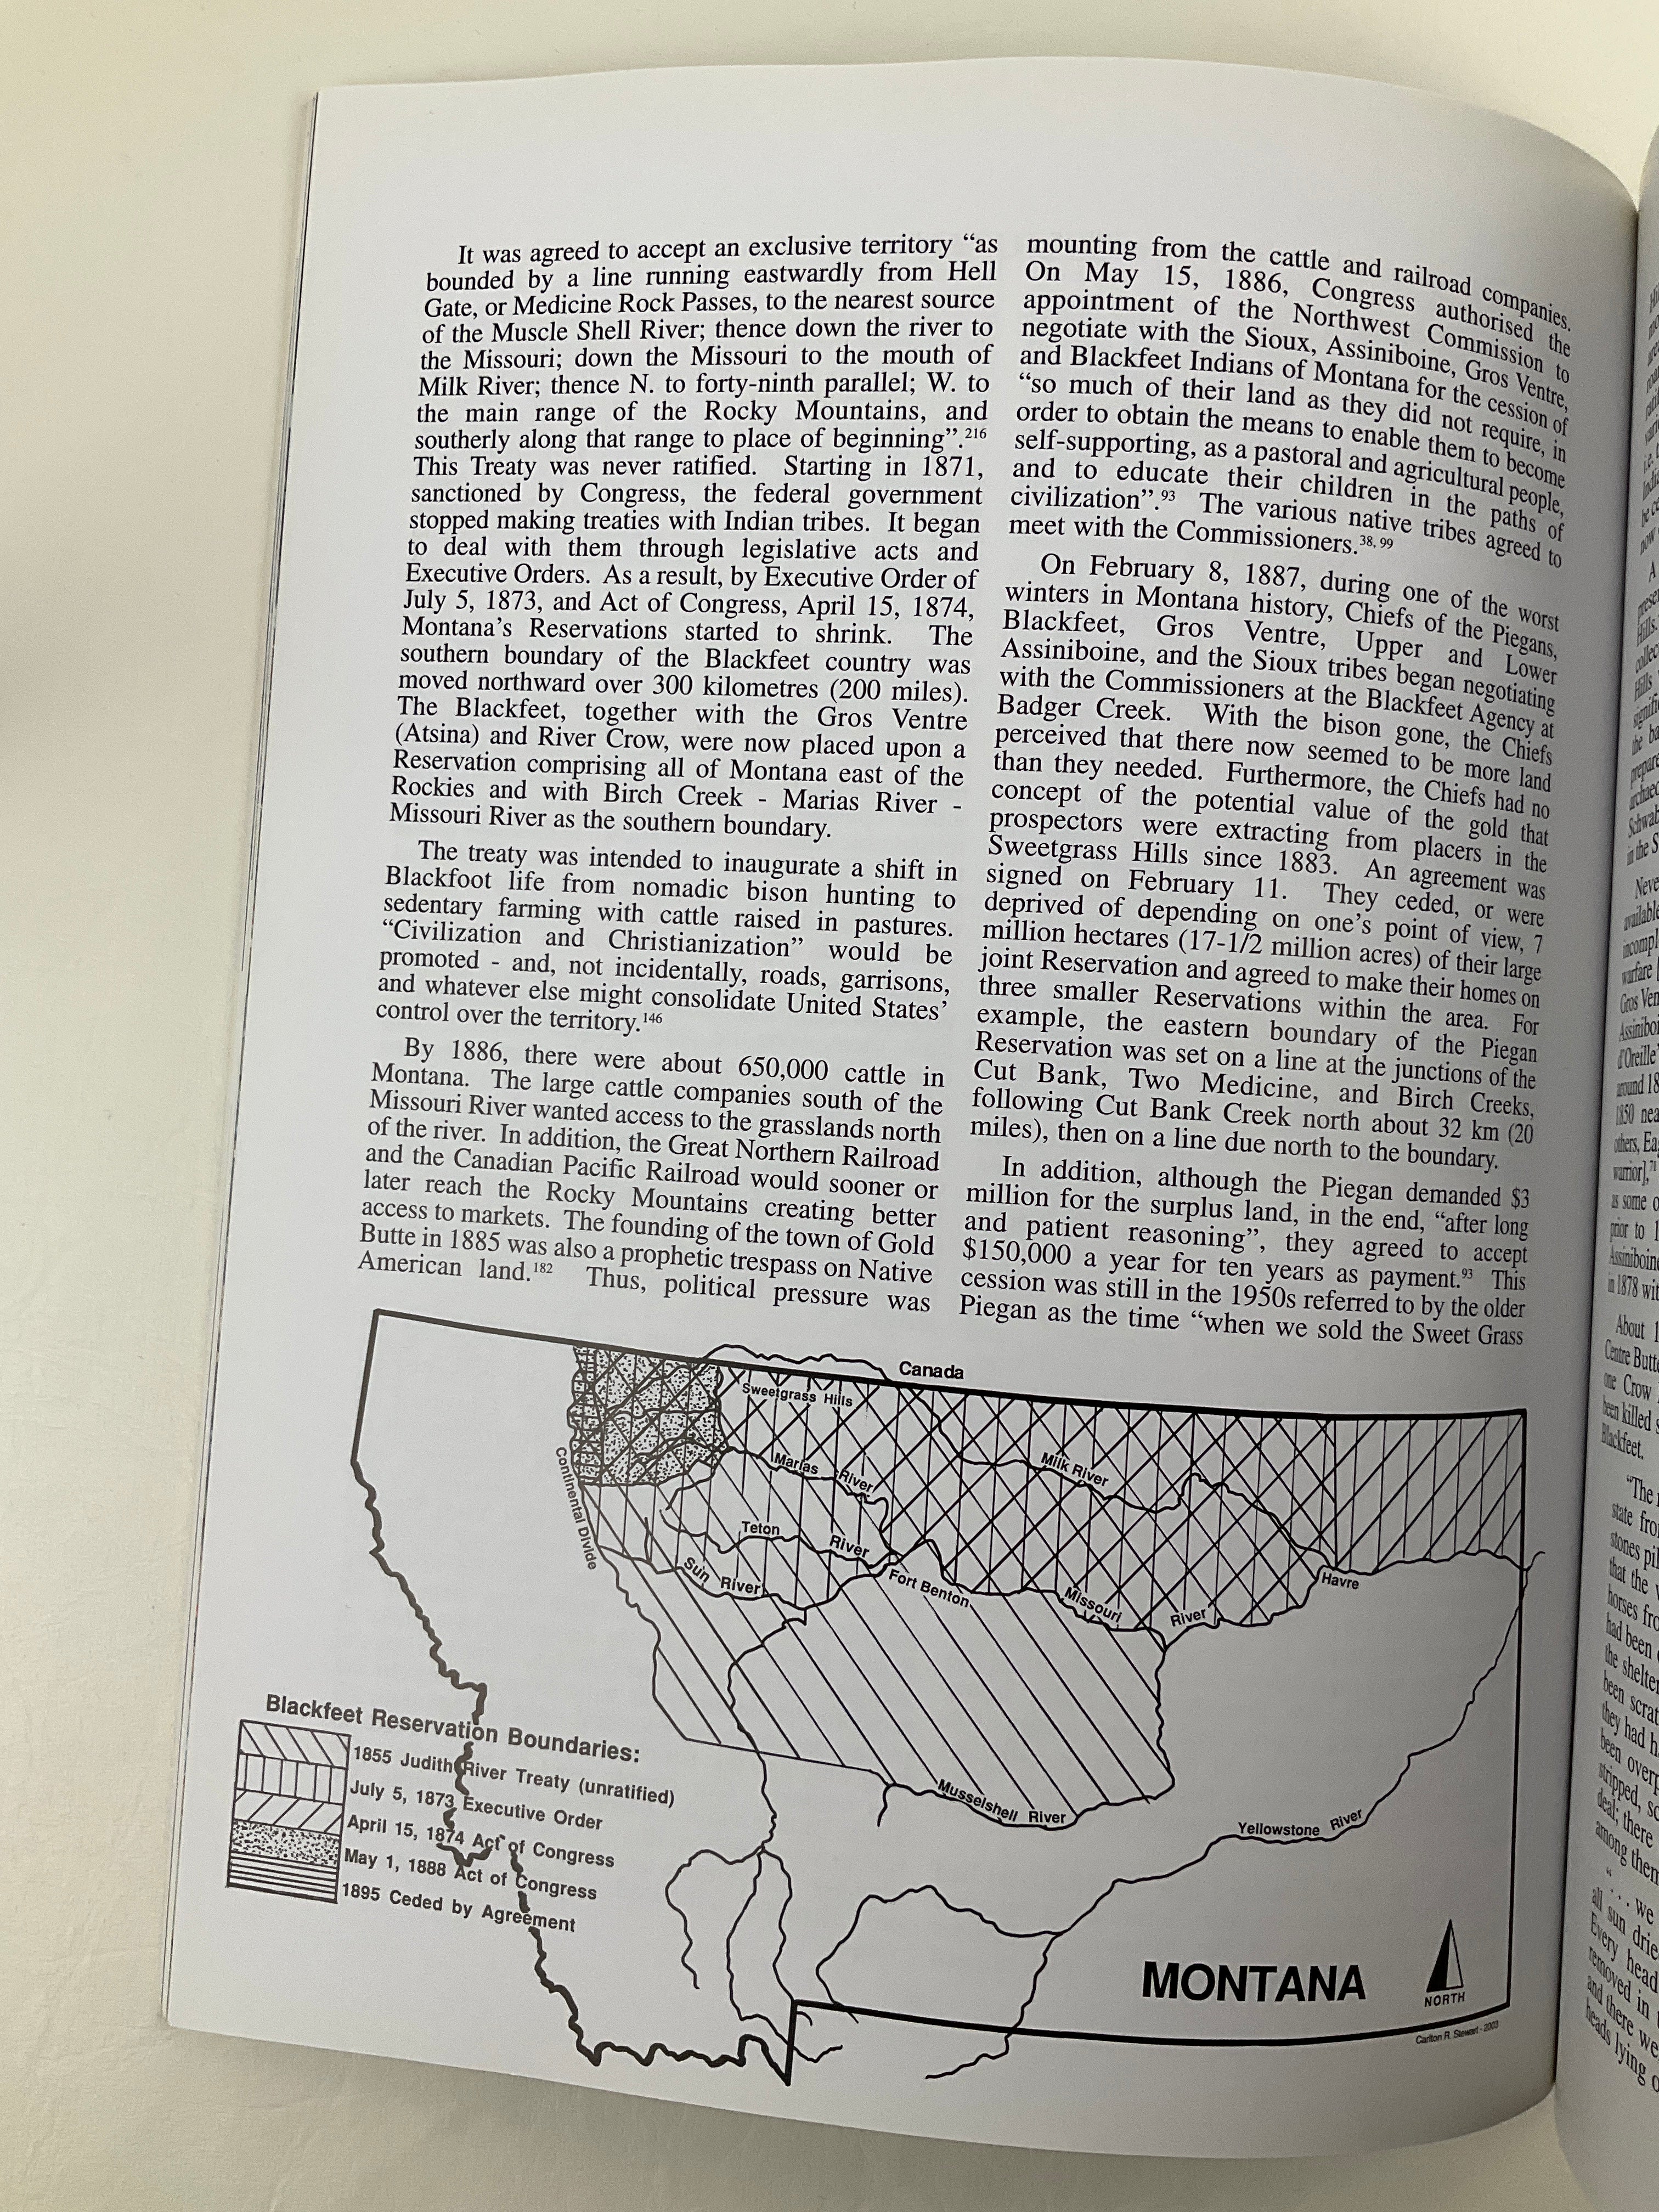 It was agreed to accept an exclusive territory “as
bounded by a line running eastwardly from Hell
Gate, or Medicine Rock Passes, to the nearest source
of the Muscle Shell River; thence down the river to
the Missouri; down the Missouri to the mouth of
Milk River; thence N. to forty-ninth parallel; W. to
the main range of the Rocky Mountains, and
southerly along that range to place of beginning”.216
This Treaty was never ratified. Starting in 1871,
sanctioned by Congress, the federal government
stopped making treaties with Indian tribes. It began
to deal with them through legislative acts and
Executive Orders. As a result, by Executive Order of
July 5, 1873, and Act of Congress, April 15, 1874,
Montana’s Reservations started to shrink. The
southern boundary of the Blackfeet country was
moved northward over 300 kilometres (200 miles).
The Blackfeet, together with the Gros Ventre
(Atsina) and River Crow, were now placed upon a
Reservation comprising all of Montana east of the
Rockies and with Birch Creek - Marias River -
Missouri River as the southern boundary.
The treaty was intended to inaugurate a shift in
Blackfoot life from nomadic bison hunting to
sedentary farming with cattle raised in pastures.
“Civilization and Christianization” would be
promoted - and, not incidentally, roads, garrisons,
and whatever else might consolidate United States’
control over the territory.146
By 1886, there were about 650,000 cattle in
Montana. The large cattle companies south of the
Missouri River wanted access to the grasslands north
of the river. In addition, the Great Northern Railroad
and the Canadian Pacific Railroad would sooner or
later reach the Rocky Mountains creating better
access to markets. The founding of the town of Gold
Butte in 1885 was also a prophetic trespass on Native
American land.182 Thus, political pressure was
mounting from the cattle and railroad companies.
On May 15, 1886, Congress authorised the
appointment of the Northwest Commission to
negotiate with the Sioux, Assiniboine, Gros Ventre,
and Blackfeet Indians of Montana for the cession of
“so much of their land as they did not require, in
order to obtain the means to enable them to become
self-supporting, as a pastoral and agricultural people,
and to educate their children in the paths of
civilization”.93 The various native tribes agreed to
meet with the Commissioners.38, 99
On February 8, 1887, during one of the worst
winters in Montana history, Chiefs of the Piegans,
Blackfeet, Gros Ventre, Upper and Lower
Assiniboine, and the Sioux tribes began negotiating
with the Commissioners at the Blackfeet Agency at
Badger Creek. With the bison gone, the Chiefs
perceived that there now seemed to be more land
than they needed. Furthermore, the Chiefs had no
concept of the potential value of the gold that
prospectors were extracting from placers in the
Sweetgrass Hills since 1883. An agreement was
signed on February 11. They ceded, or were
deprived of depending on one’s point of view, 7
million hectares (17-1/2 million acres) of their large
joint Reservation and agreed to make their homes on
three smaller Reservations within the area. For
example, the eastern boundary of the Piegan
Reservation was set on a line at the junctions of the
Cut Bank, Two Medicine, and Birch Creeks,
following Cut Bank Creek north about 32 km (20
miles), then on a line due north to the boundary.
In addition, although the Piegan demanded $3
million for the surplus land, in the end, “after long
and patient reasoning”, they agreed to accept
$150,000 a year for ten years as payment.93 This
cession was still in the 1950s referred to by the older
Piegan as the time “when we sold the Sweet Grass
Canada
Sweetgrass Hills
Continental Divide
Marias River
Milk River
Teton River
Sun River
Fort Benton
Missouri River
Havre
Musselshell River
Yellowstone River
Blackfeet Reservation Boundaries:
1855 Judith River Treaty (unratified)
July 5, 1873 Executive Order
April 15, 1874 Act of Congress
May 1, 1888 Act of Congress
1895 Ceded by Agreement
MONTANA
NORTH
Carlton R. Stewart - 2003